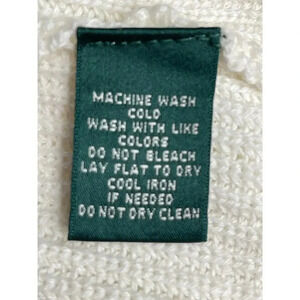 MACHINE WASH
COLD
WASH WITH LIKE
COLORS
DO NOT BLEACH
LAY FLAT TO DRY
COOL IRON
IF NEEDED
DO NOT DRY CLEAN